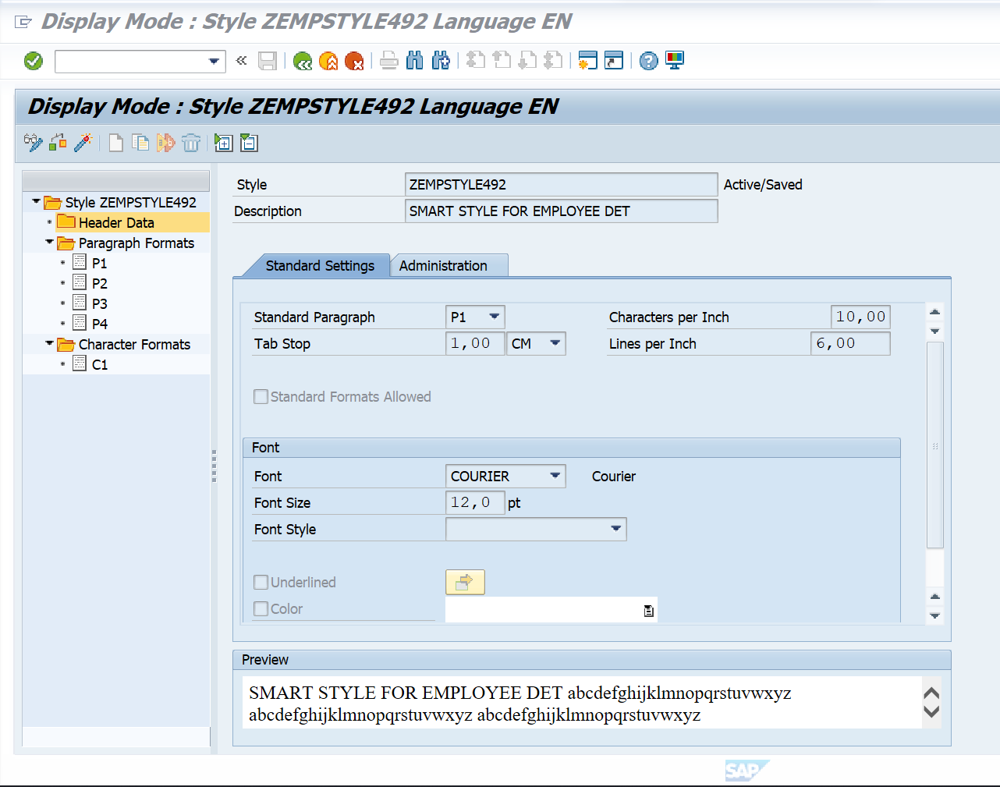 Display Mode : Style ZEMPSTYLE492 Language EN
Display Mode : Style ZEMPSTYLE492 Language EN
Style ZEMPSTYLE492
Header Data
Paragraph Formats
P1
P2
P3
P4
Character Formats
C1
Style ZEMPSTYLE492 Active/Saved
Description SMART STYLE FOR EMPLOYEE DET
Standard Settings Administration
Standard Paragraph P1 Characters per Inch 10,00
Tab Stop 1,00 CM Lines per Inch 6,00
Standard Formats Allowed
Font
Font COURIER Courier
Font Size 12,0 pt
Font Style
Underlined
Color
Preview
SMART STYLE FOR EMPLOYEE DET abcdefghijklmnopqrstuvwxyz
abcdefghijklmnopqrstuvwxyz abcdefghijklmnopqrstuvwxyz
SAP